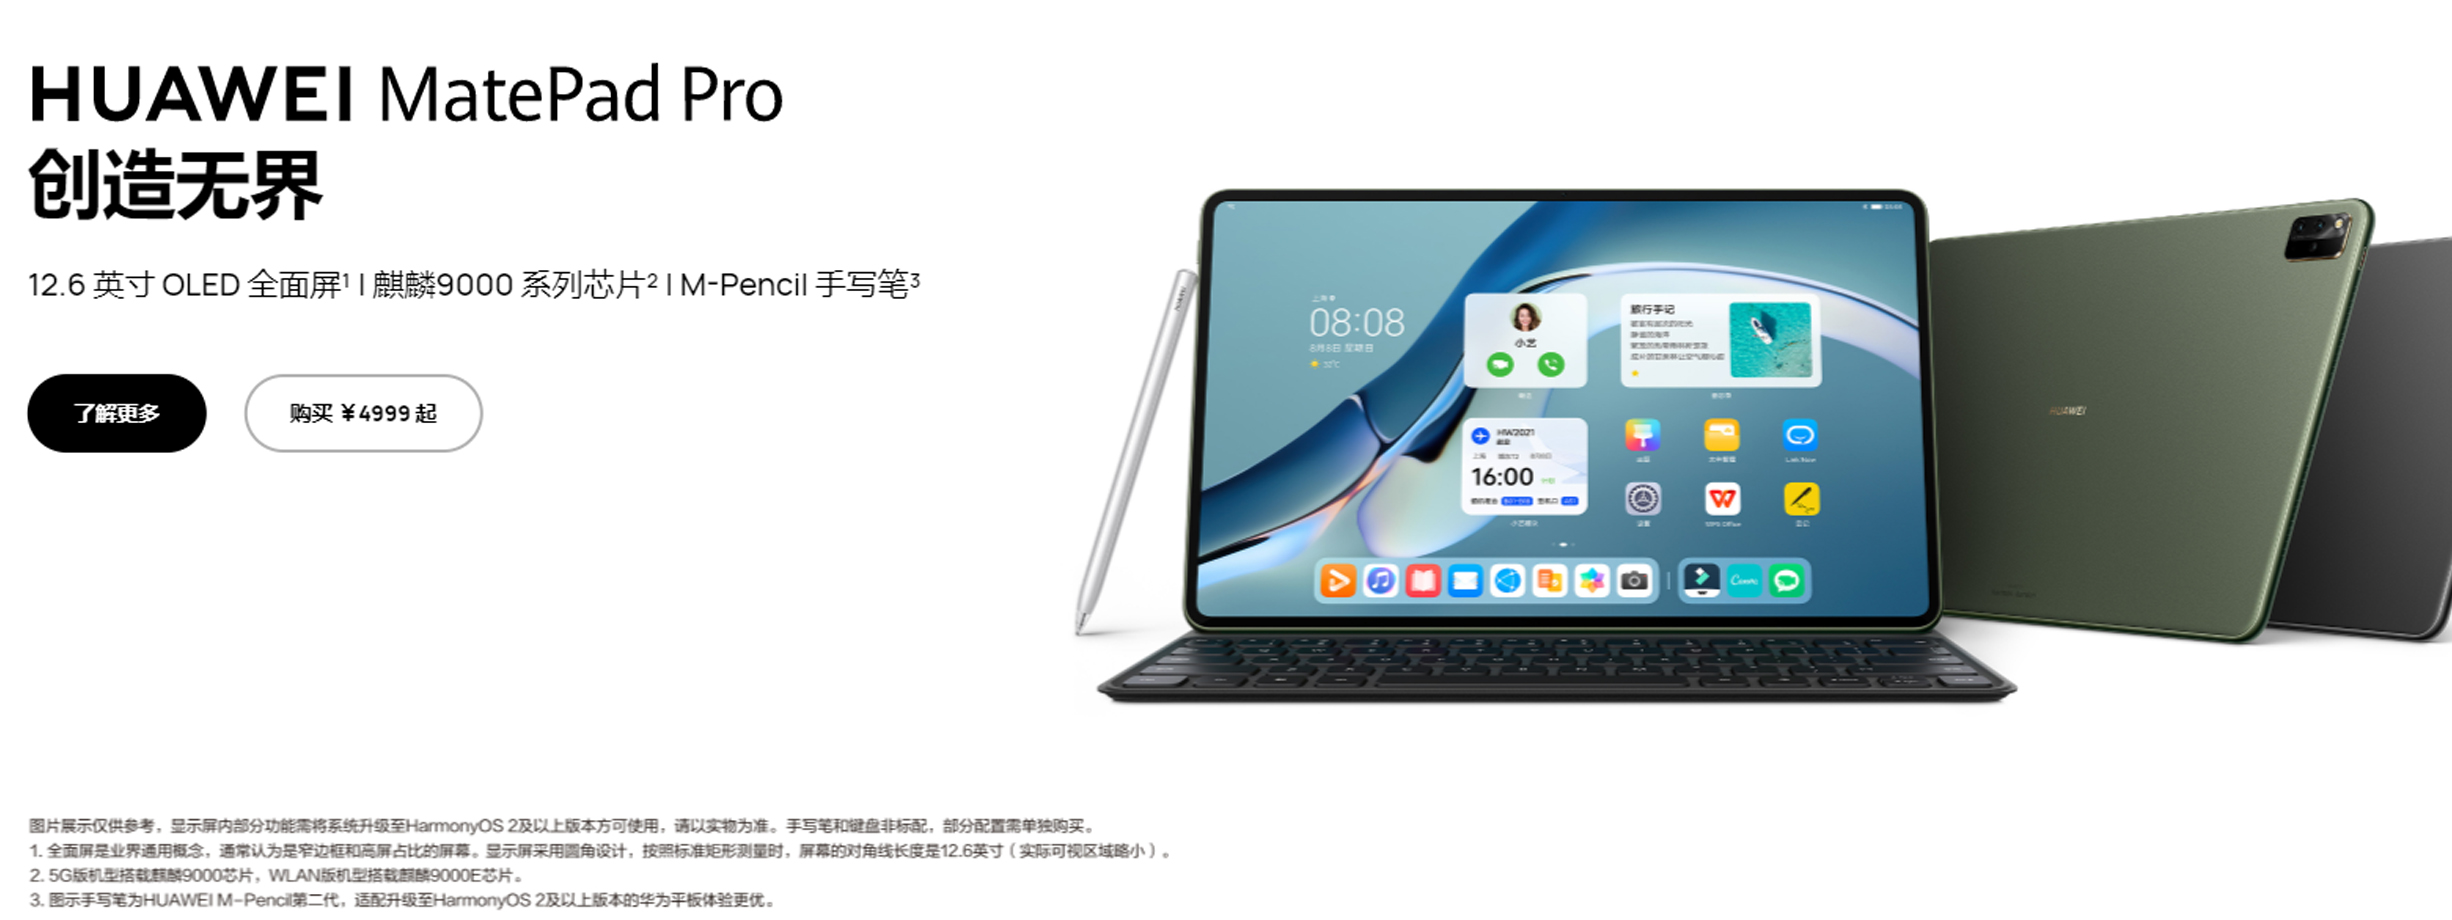 HUAWEI MatePad Pro
创造无界
12.6 英寸 OLED 全面屏¹ | 麒麟9000 系列芯片² | M-Pencil 手写笔³
了解更多
购买 ¥4999 起
08:08
8月8日 星期日
小艺
旅行手记
HW2021
16:00
设置
WPS Office
Canva
HUAWEI
图片展示仅供参考，显示屏内部分功能需将系统升级至HarmonyOS 2及以上版本方可使用，请以实物为准。手写笔和键盘非标配，部分配置需单独购买。
1. 全面屏是业界通用概念，通常认为是窄边框和高屏占比的屏幕。显示屏采用圆角设计，按照标准矩形测量时，屏幕的对角线长度是12.6英寸（实际可视区域略小）。
2. 5G版机型搭载麒麟9000芯片，WLAN版机型搭载麒麟9000E芯片。
3. 图示手写笔为HUAWEI M-Pencil第二代，适配升级至HarmonyOS 2及以上版本的华为平板体验更优。